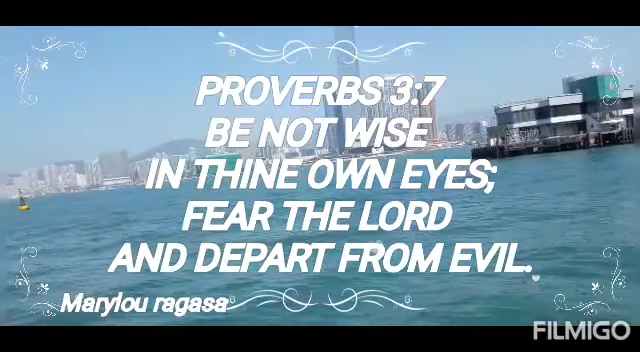 PROVERBS 3:7
BE NOT WISE
IN THINE OWN EYES;
FEAR THE LORD
AND DEPART FROM EVIL.
Marylou ragasa
FILMIGO